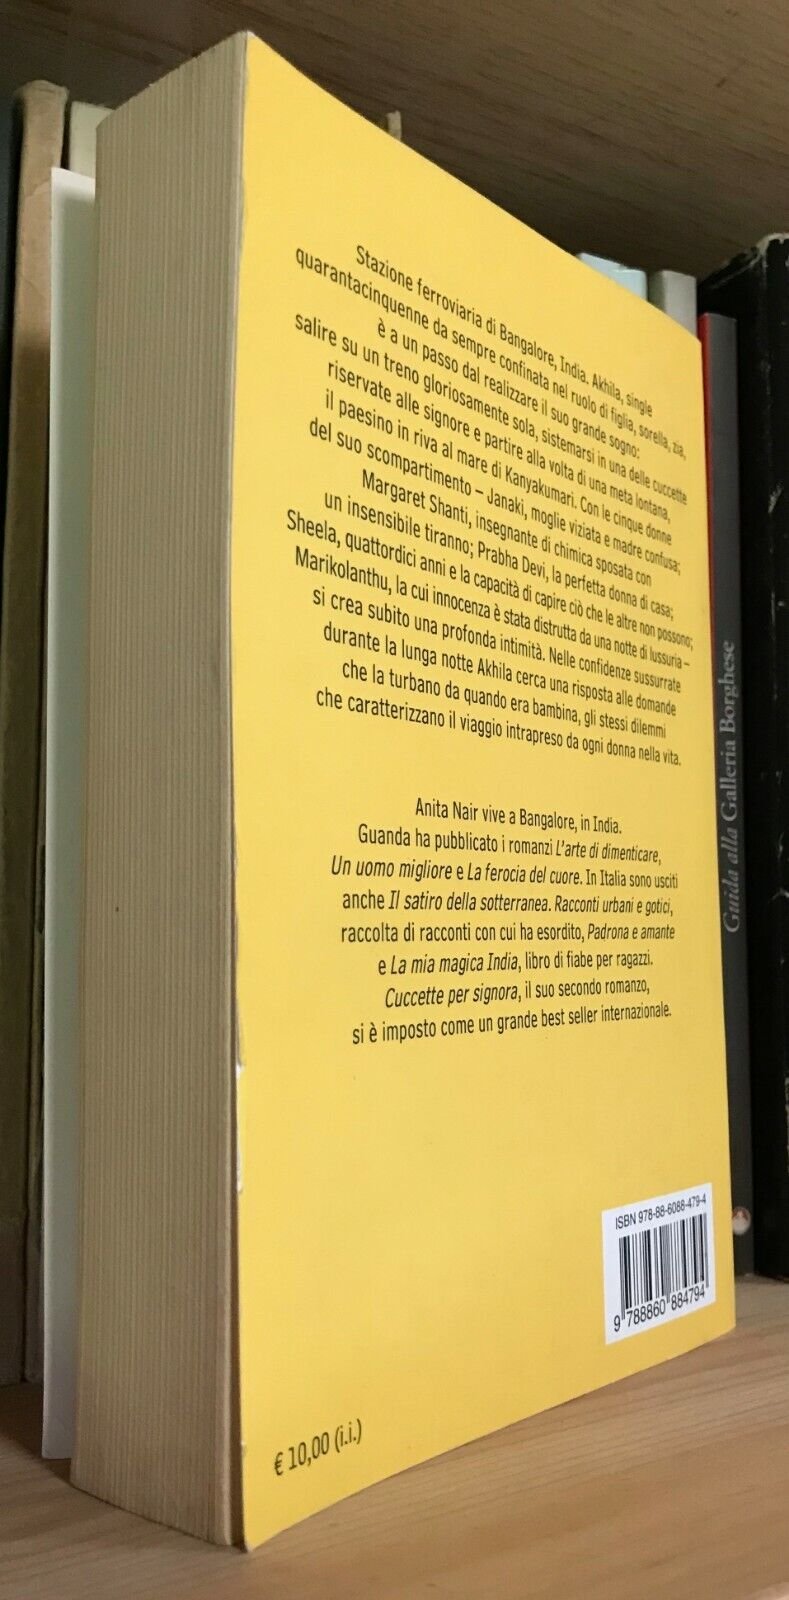 Stazione ferroviaria di Bangalore, India. Akhila, single
quarantacinquenne da sempre confinata nel ruolo di figlia, sorella, zia,
è a un passo dal realizzare il suo grande sogno:
salire su un treno gloriosamente sola, sistemarsi in una delle cuccette
riservate alle signore e partire alla volta di una meta lontana,
il paesino in riva al mare di Kanyakumari. Con le cinque donne
del suo scompartimento – Janaki, moglie viziata e madre confusa;
Margaret Shanti, insegnante di chimica sposata con
un insensibile tiranno; Prabha Devi, la perfetta donna di casa;
Sheela, quattordici anni e la capacità di capire ciò che le altre non possono;
Marikolanthu, la cui innocenza è stata distrutta da una notte di lussuria –
si crea subito una profonda intimità. Nelle confidenze sussurrate
durante la lunga notte Akhila cerca una risposta alle domande
che la turbano da quando era bambina, gli stessi dilemmi
che caratterizzano il viaggio intrapreso da ogni donna nella vita.
Anita Nair vive a Bangalore, in India.
Guanda ha pubblicato i romanzi L'arte di dimenticare,
Un uomo migliore e La ferocia del cuore. In Italia sono usciti
anche Il satiro della sotterranea. Racconti urbani e gotici,
raccolta di racconti con cui ha esordito, Padrona e amante
e La mia magica India, libro di fiabe per ragazzi.
Cuccette per signora, il suo secondo romanzo,
si è imposto come un grande best seller internazionale.
ISBN 978-88-6088-479-4
9 788860 884794
€ 10,00 (i.i.)
Guida alla Galleria Borghese